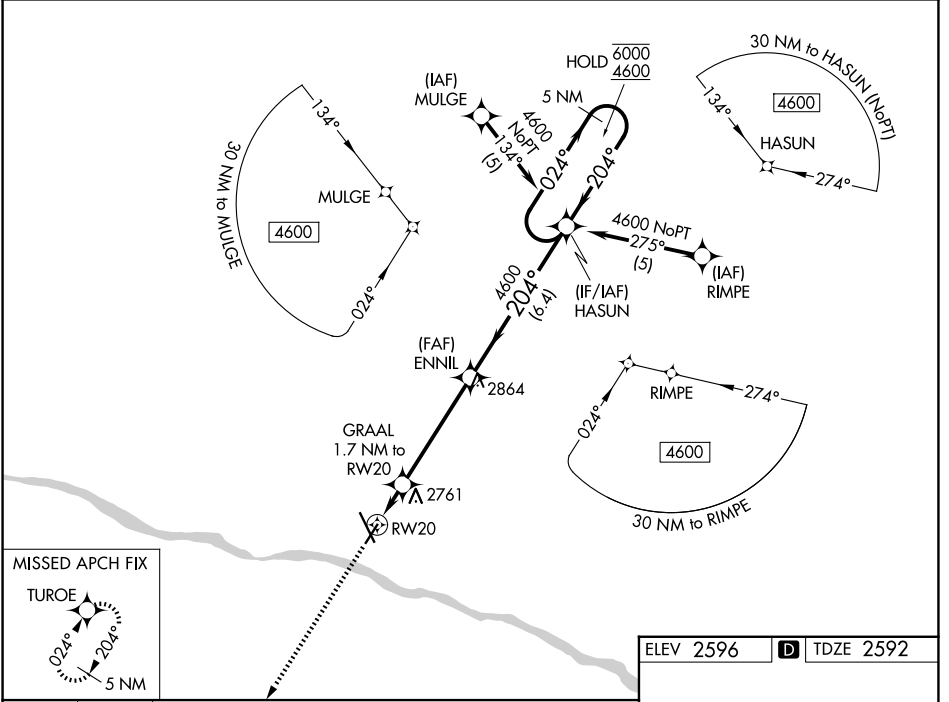 30 NM to HASUN (NoPT)
4600
134°
HASUN
274°
HOLD 6000
4600
5 NM
(IAF)
MULGE
4600
NoPT
134°
(5)
024°
204°
30 NM to MULGE
134°
MULGE
4600
024°
4600 NoPT
275°
(5)
(IAF)
RIMPE
(IF/IAF)
HASUN
4600
204°
(6.4)
(FAF)
ENNIL
2864
RIMPE
274°
024°
4600
30 NM to RIMPE
GRAAL
1.7 NM to
RW20
2761
RW20
MISSED APCH FIX
TUROE
024°
204°
5 NM
ELEV 2596 D TDZE 2592